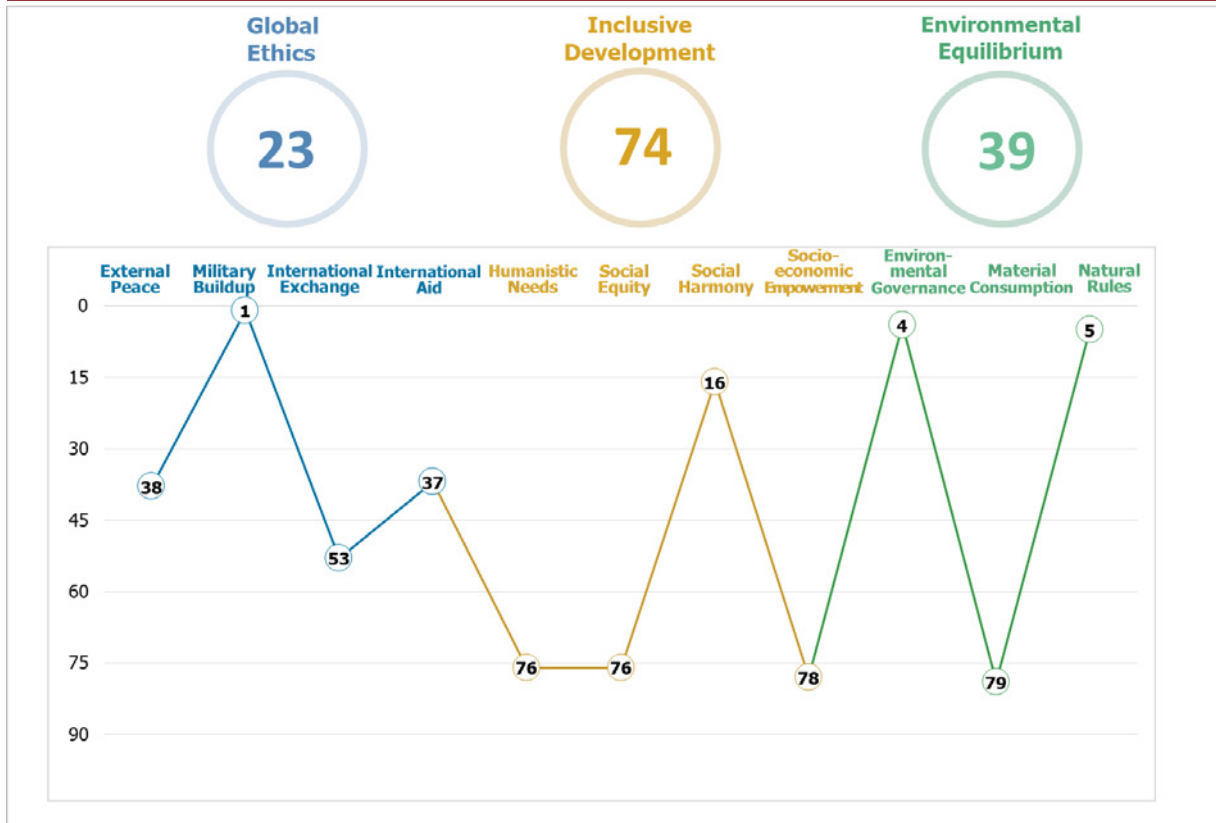 Global
Ethics
Inclusive
Development
Environmental
Equilibrium
23
74
39
External
Peace
Military
Buildup
International
Exchange
International
Aid
Humanistic
Needs
Social
Equity
Social
Harmony
Socio-
economic
Empowerment
Environ-
mental
Governance
Material
Consumption
Natural
Rules
0
15
30
45
60
75
90
38
1
53
37
76
76
16
78
4
79
5